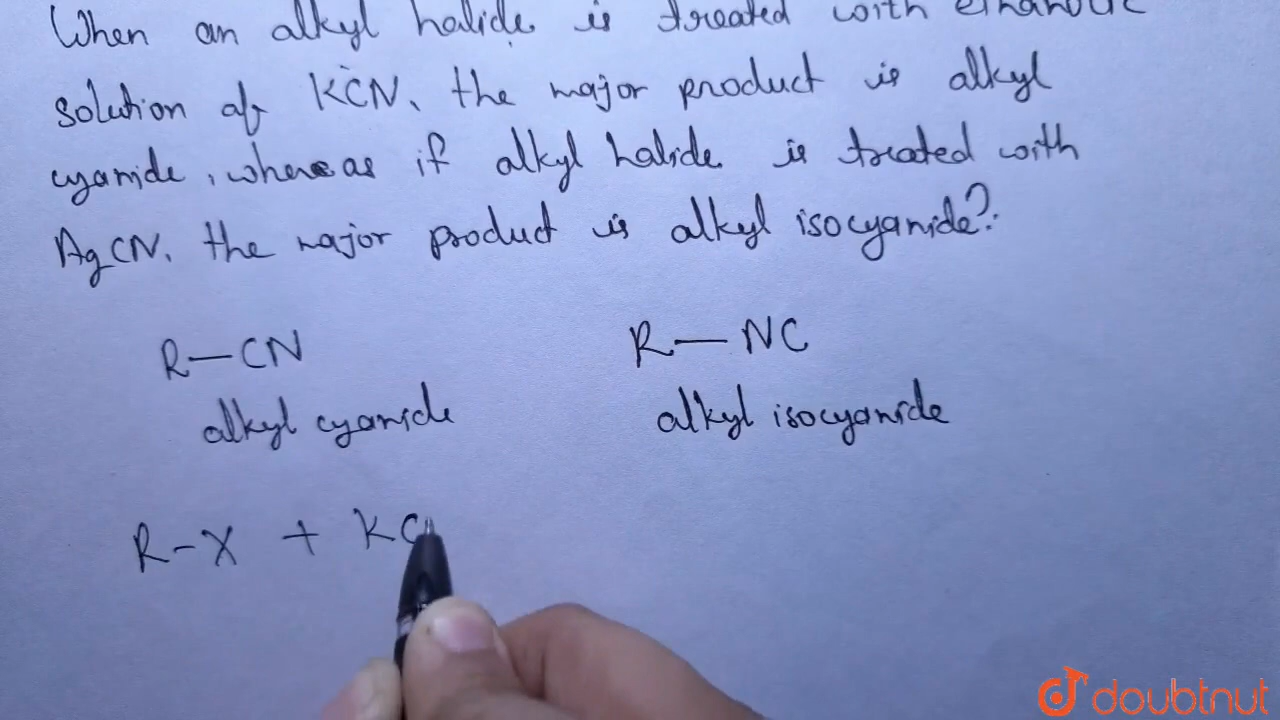 When an alkyl halide is treated with ethanolic
solution of KCN, the major product is alkyl
cyanide, whereas if alkyl halide is treated with
AgCN, the major product is alkyl isocyanide?
R—CN
R—NC
alkyl cyanide
alkyl isocyanide
R-X + KC
doubtnut